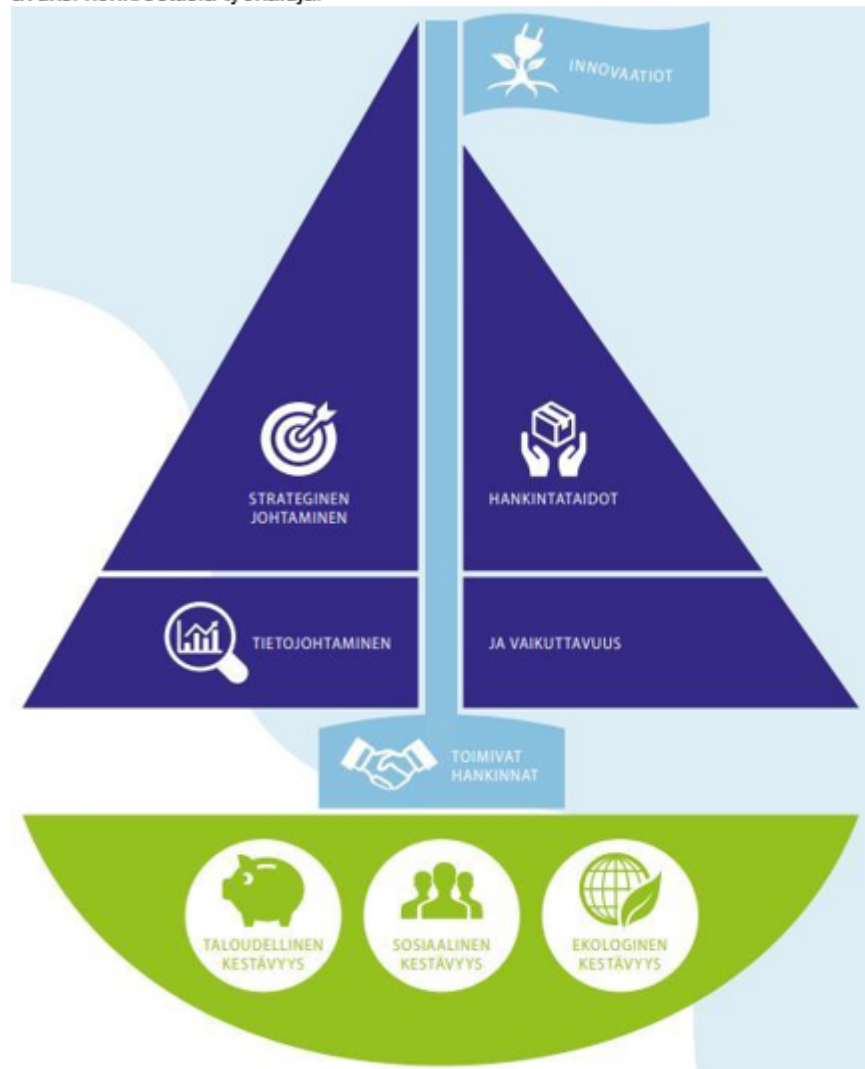 INNOVAATIOT
STRATEGINEN
JOHTAMINEN
HANKINTATAIDOT
TIETOJOHTAMINEN
JA VAIKUTTAVUUS
TOIMIVAT
HANKINNAT
TALOUDELLINEN
KESTÄVYYS
SOSIAALINEN
KESTÄVYYS
EKOLOGINEN
KESTÄVYYS